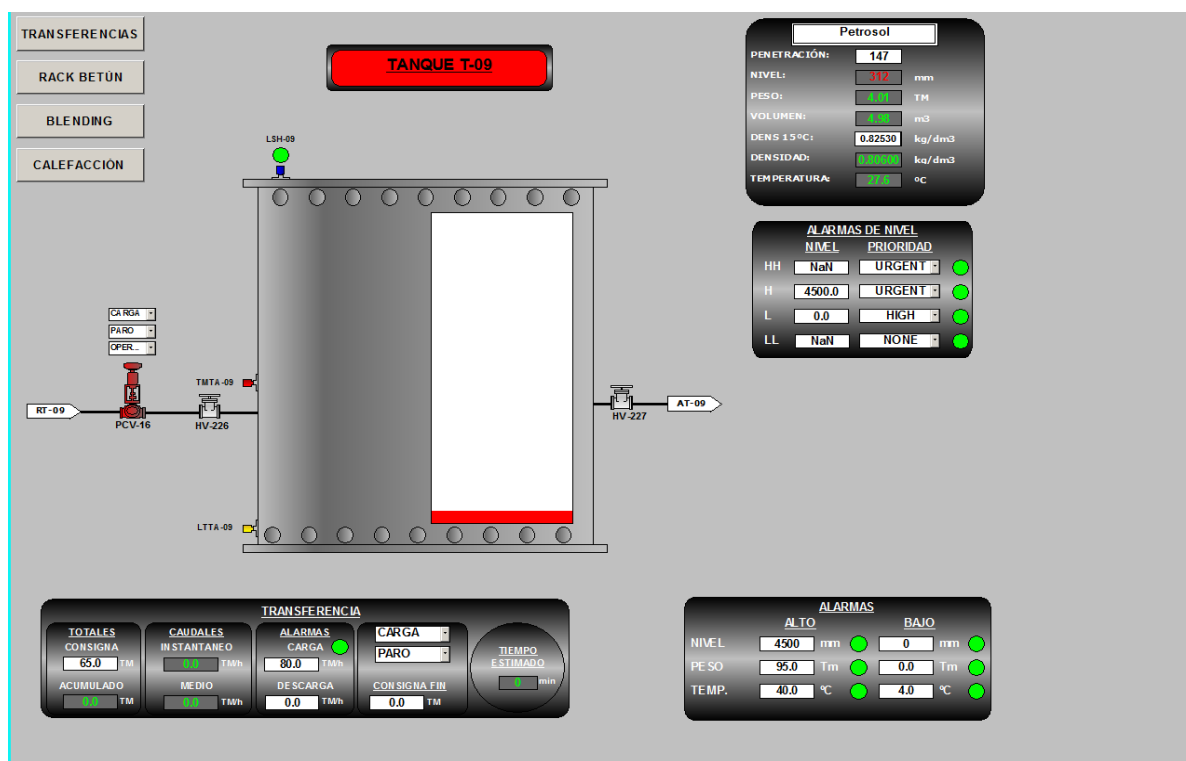 TRANSFERENCIAS
RACK BETÚN
BLENDING
CALEFACCIÓN
TANQUE T-09
Petrosol
PENETRACIÓN: 147
NIVEL: 312 mm
PESO: 4.01 TM
VOLUMEN: 4.98 m3
DENS 15ºC: 0.82530 kg/dm3
DENSIDAD: 0.80600 kg/dm3
TEMPERATURA: 27.6 ºC
LSH-09
ALARMAS DE NIVEL
NIVEL PRIORIDAD
HH NaN URGENT
H 4500.0 URGENT
L 0.0 HIGH
LL NaN NONE
CARGA
PARO
OPER...
TMTA-09
RT-09
PCV-16
HV-226
HV-227
AT-09
LTTA-09
TRANSFERENCIA
TOTALES
CONSIGNA
65.0 TM
ACUMULADO
0.0 TM
CAUDALES
INSTANTANEO
0.0 TM/h
MEDIO
0.0 TM/h
ALARMAS
CARGA
80.0 TM/h
DESCARGA
0.0 TM/h
CARGA
PARO
CONSIGNA FIN
0.0 TM
TIEMPO
ESTIMADO
0 min
ALARMAS
ALTO BAJO
NIVEL 4500 mm 0 mm
PESO 95.0 Tm 0.0 Tm
TEMP. 40.0 ºC 4.0 ºC